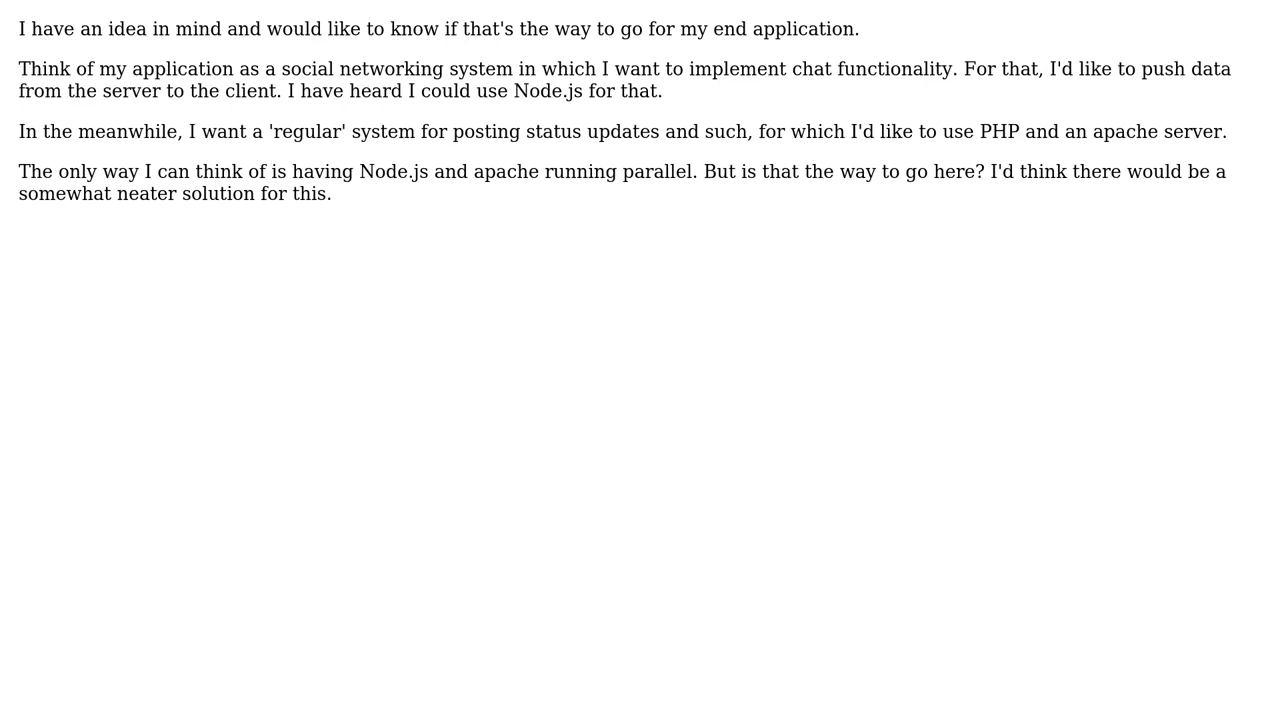 I have an idea in mind and would like to know if that's the way to go for my end application.
Think of my application as a social networking system in which I want to implement chat functionality. For that, I'd like to push data
from the server to the client. I have heard I could use Node.js for that.
In the meanwhile, I want a 'regular' system for posting status updates and such, for which I'd like to use PHP and an apache server.
The only way I can think of is having Node.js and apache running parallel. But is that the way to go here? I'd think there would be a
somewhat neater solution for this.